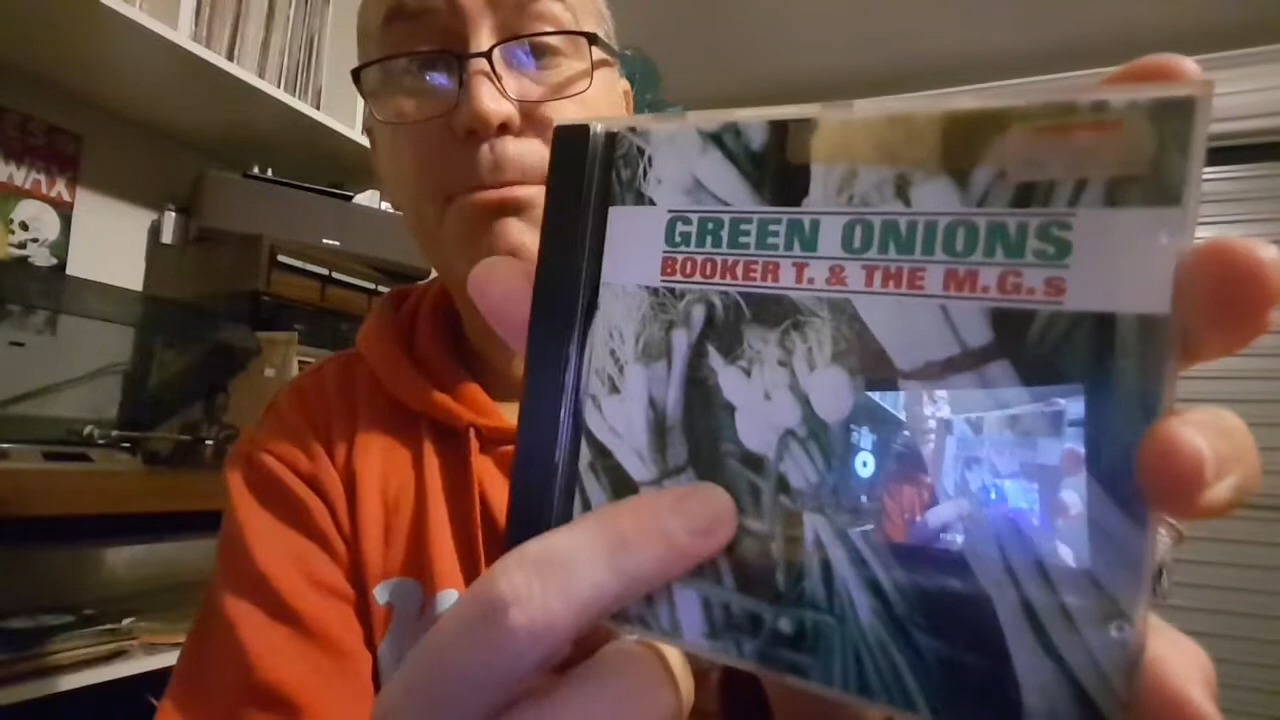 WAX
GREEN ONIONS
BOOKER T. & THE M.G.s